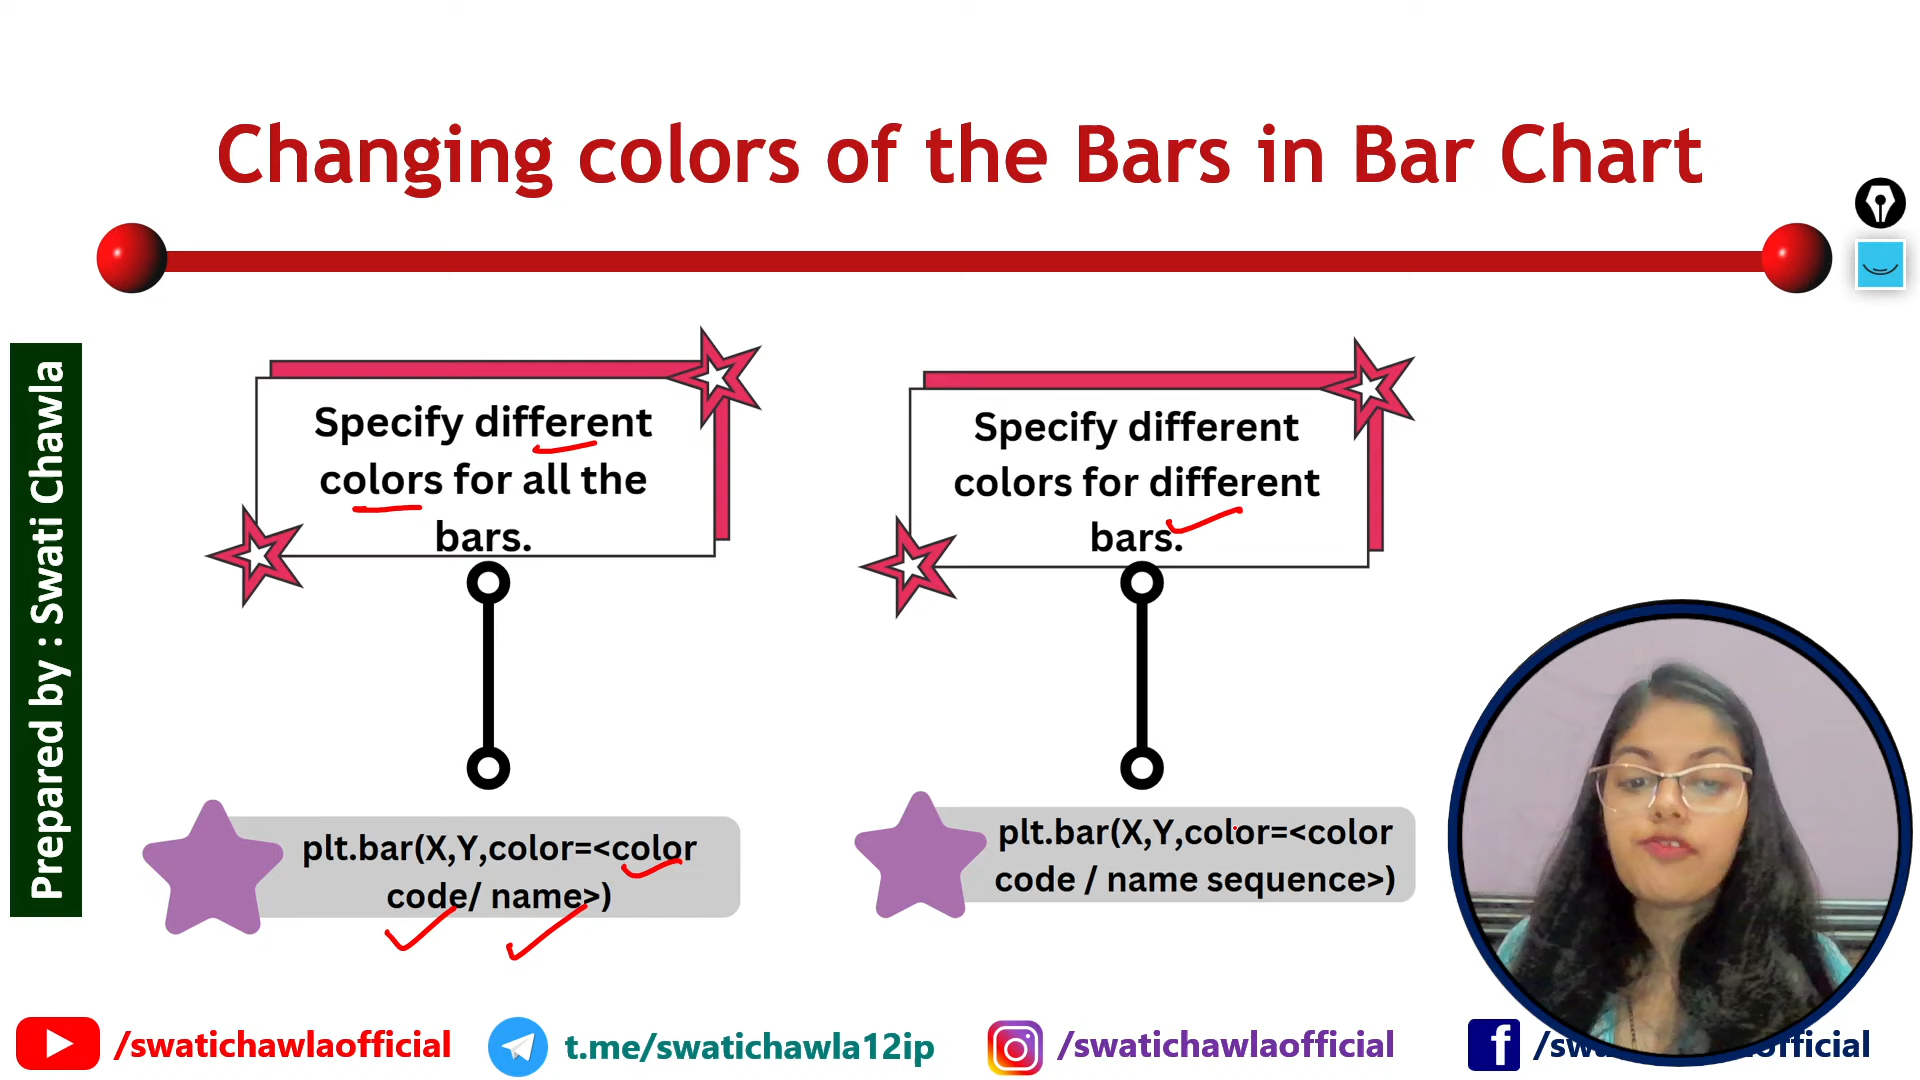 Changing colors of the Bars in Bar Chart
Prepared by : Swati Chawla
Specify different
colors for all the
bars.
Specify different
colors for different
bars.
plt.bar(X,Y,color=<color
code/ name>)
plt.bar(X,Y,color=<color
code / name sequence>)
/swatichawlaofficial
t.me/swatichawla12ip
/swatichawlaofficial